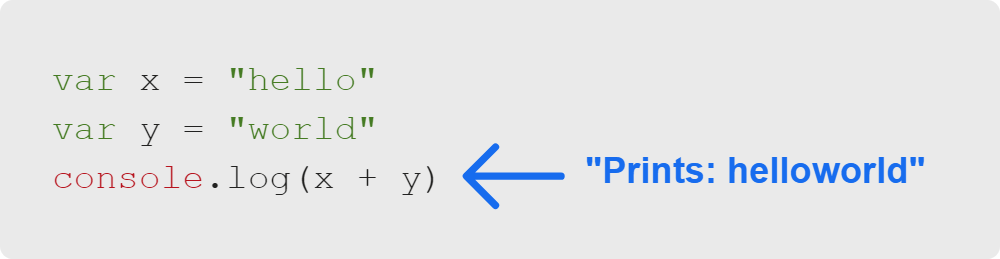 var x = "hello"
var y = "world"
console.log(x + y)
"Prints: helloworld"